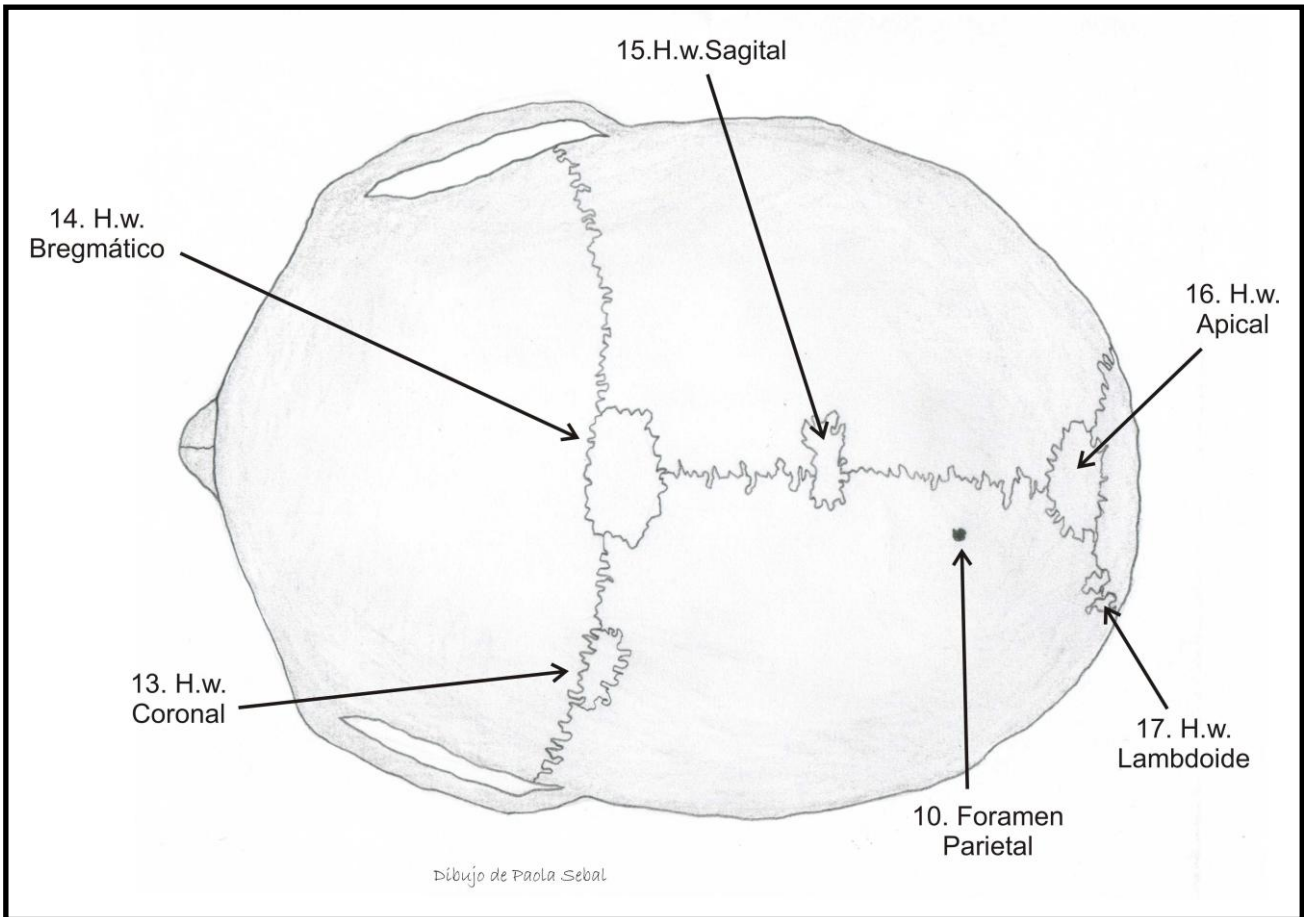 15.H.w.Sagital
14. H.w.
Bregmático
16. H.w.
Apical
13. H.w.
Coronal
17. H.w.
Lambdoide
10. Foramen
Parietal
Dibujo de Paola Sebal